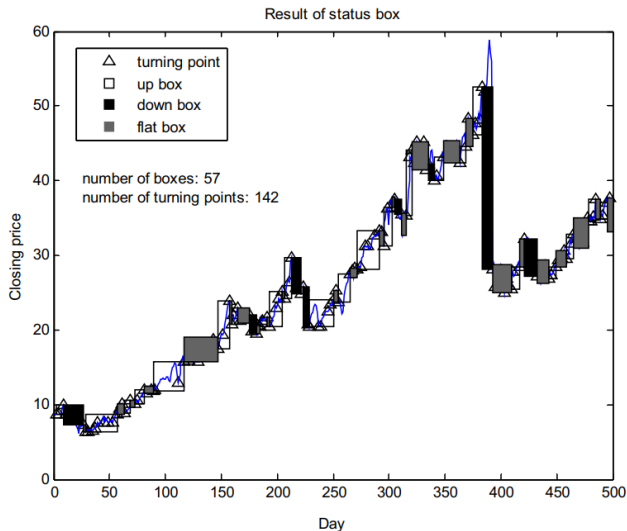 Result of status box
60
50
40
30
20
10
0
Closing price
turning point
up box
down box
flat box
number of boxes: 57
number of turning points: 142
0 50 100 150 200 250 300 350 400 450 500
Day